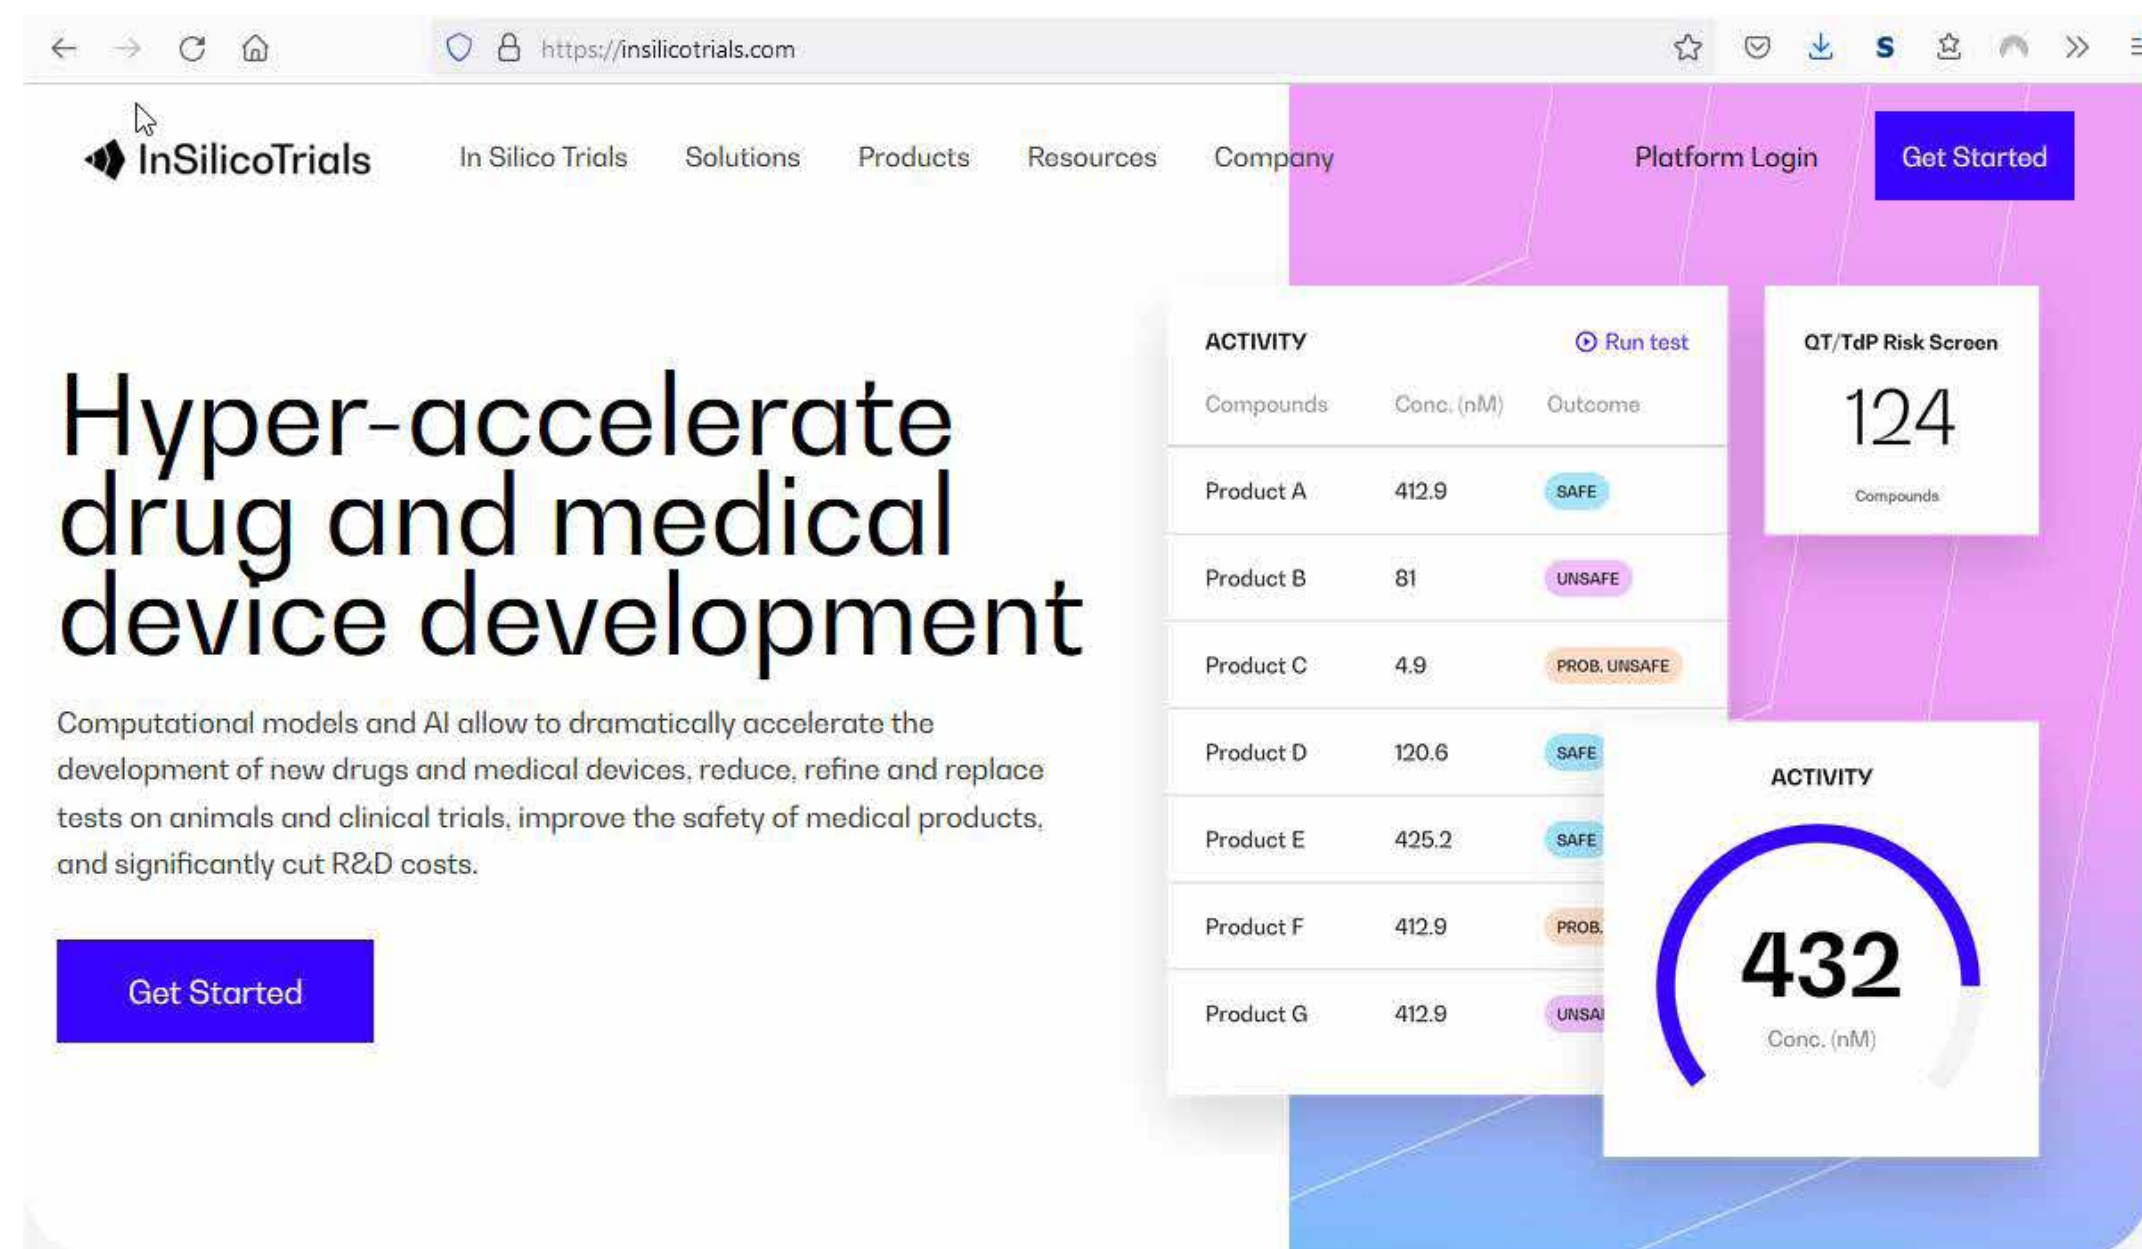 https://insilicotrials.com
InSilicoTrials In Silico Trials Solutions Products Resources Company Platform Login Get Started
Hyper-accelerate
drug and medical
device development
Computational models and AI allow to dramatically accelerate the
development of new drugs and medical devices, reduce, refine and replace
tests on animals and clinical trials, improve the safety of medical products,
and significantly cut R&D costs.
Get Started
ACTIVITY Run test
Compounds Conc. (nM) Outcome
Product A 412.9 SAFE
Product B 81 UNSAFE
Product C 4.9 PROB. UNSAFE
Product D 120.6 SAFE
Product E 425.2 SAFE
Product F 412.9 PROB.
Product G 412.9
QT/TdP Risk Screen
124
Compounds
ACTIVITY
432
Conc. (nM)